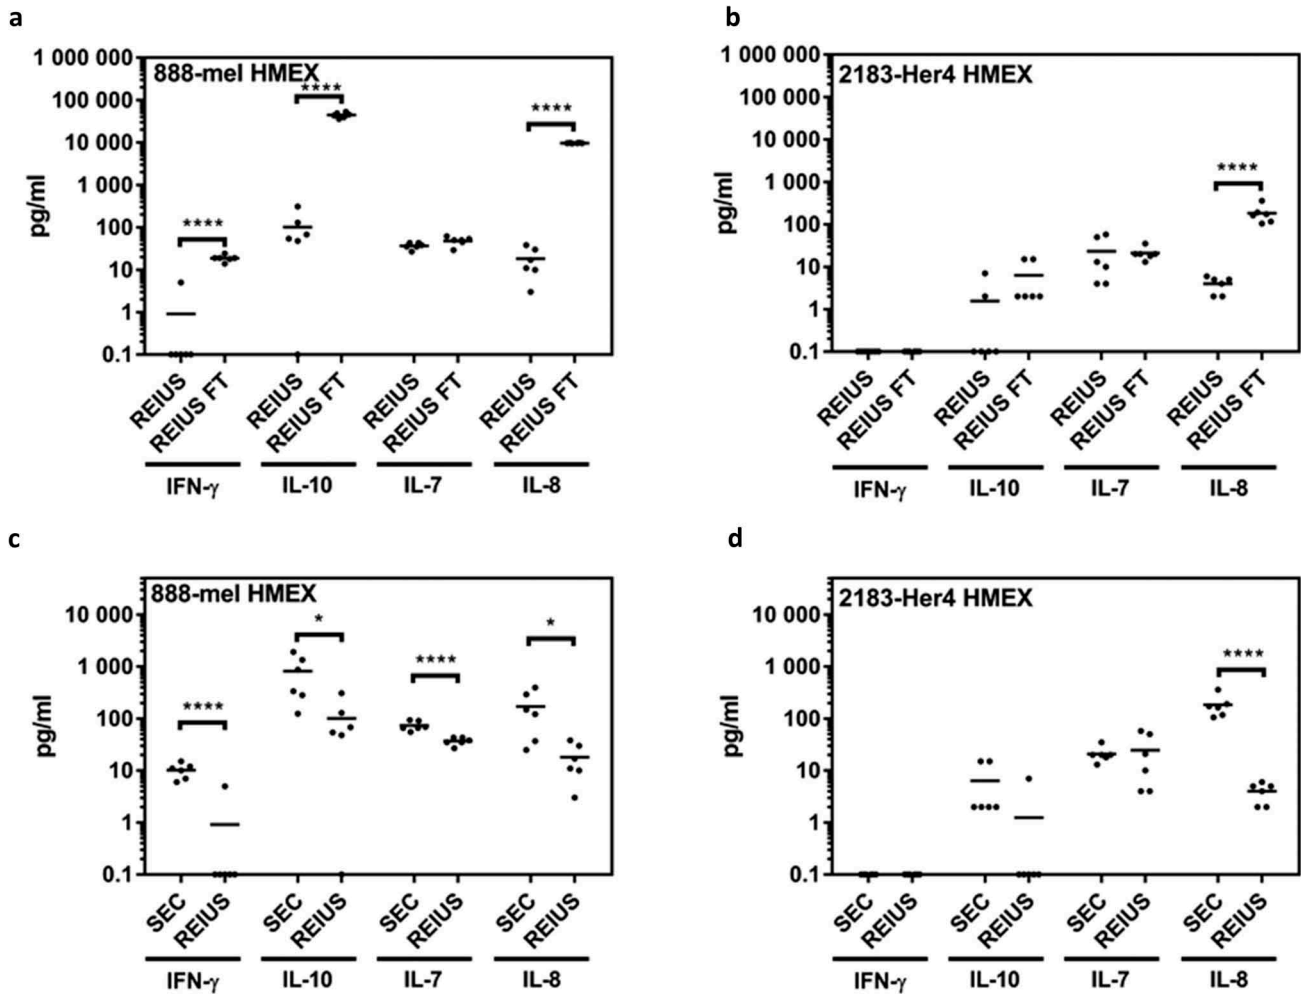 a
888-mel HMEX
1 000 000
100 000
10 000
1 000
100
10
1
0.1
pg/ml
****
****
****
REIUS
REIUS FT
REIUS
REIUS FT
REIUS
REIUS FT
REIUS
REIUS FT
IFN-γ
IL-10
IL-7
IL-8
b
2183-Her4 HMEX
1 000 000
100 000
10 000
1 000
100
10
1
0.1
pg/ml
****
REIUS
REIUS FT
REIUS
REIUS FT
REIUS
REIUS FT
REIUS
REIUS FT
IFN-γ
IL-10
IL-7
IL-8
c
888-mel HMEX
10 000
1 000
100
10
1
0.1
pg/ml
****
*
****
*
SEC
REIUS
SEC
REIUS
SEC
REIUS
SEC
REIUS
IFN-γ
IL-10
IL-7
IL-8
d
2183-Her4 HMEX
10 000
1 000
100
10
1
0.1
pg/ml
****
SEC
REIUS
SEC
REIUS
SEC
REIUS
SEC
REIUS
IFN-γ
IL-10
IL-7
IL-8